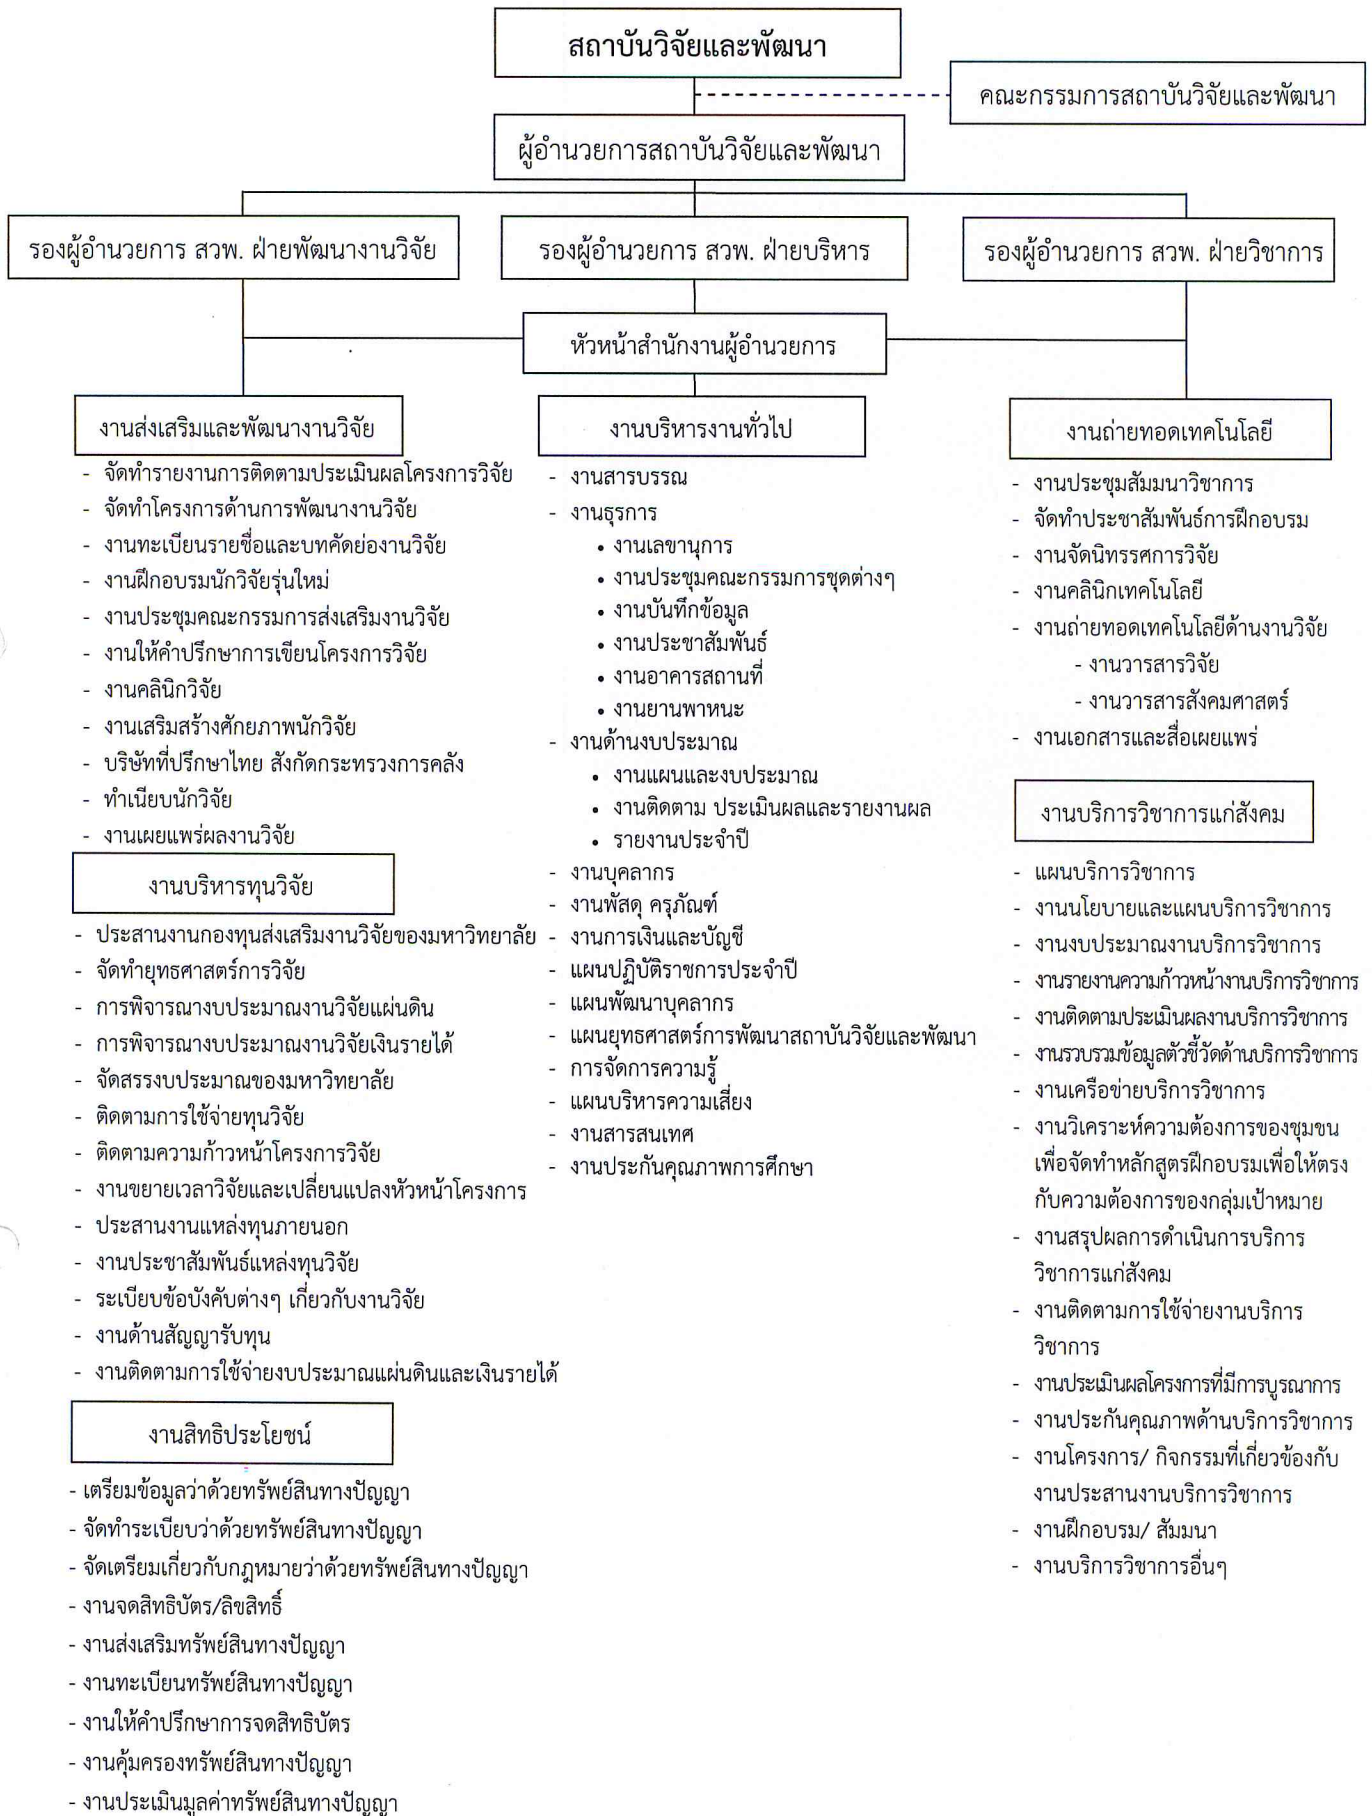 สถาบันวิจัยและพัฒนา
คณะกรรมการสถาบันวิจัยและพัฒนา
ผู้อำนวยการสถาบันวิจัยและพัฒนา
รองผู้อำนวยการ สวพ. ฝ่ายพัฒนางานวิจัย
รองผู้อำนวยการ สวพ. ฝ่ายบริหาร
รองผู้อำนวยการ สวพ. ฝ่ายวิชาการ
หัวหน้าสำนักงานผู้อำนวยการ
งานส่งเสริมและพัฒนางานวิจัย
- จัดทำรายงานการติดตามประเมินผลโครงการวิจัย
- จัดทำโครงการด้านการพัฒนางานวิจัย
- งานทะเบียนรายชื่อและบทคัดย่องานวิจัย
- งานฝึกอบรมนักวิจัยรุ่นใหม่
- งานประชุมคณะกรรมการส่งเสริมงานวิจัย
- งานให้คำปรึกษาการเขียนโครงการวิจัย
- งานคลินิกวิจัย
- งานเสริมสร้างศักยภาพนักวิจัย
- บริษัทที่ปรึกษาไทย สังกัดกระทรวงการคลัง
- ทำเนียบนักวิจัย
- งานเผยแพร่ผลงานวิจัย
งานบริหารทุนวิจัย
- ประสานงานกองทุนส่งเสริมงานวิจัยของมหาวิทยาลัย
- จัดทำยุทธศาสตร์การวิจัย
- การพิจารณางบประมาณงานวิจัยแผ่นดิน
- การพิจารณางบประมาณงานวิจัยเงินรายได้
- จัดสรรงบประมาณของมหาวิทยาลัย
- ติดตามการใช้จ่ายทุนวิจัย
- ติดตามความก้าวหน้าโครงการวิจัย
- งานขยายเวลาวิจัยและเปลี่ยนแปลงหัวหน้าโครงการ
- ประสานงานแหล่งทุนภายนอก
- งานประชาสัมพันธ์แหล่งทุนวิจัย
- ระเบียบข้อบังคับต่างๆ เกี่ยวกับงานวิจัย
- งานด้านสัญญารับทุน
- งานติดตามการใช้จ่ายงบประมาณแผ่นดินและเงินรายได้
งานสิทธิประโยชน์
- เตรียมข้อมูลว่าด้วยทรัพย์สินทางปัญญา
- จัดทำระเบียบว่าด้วยทรัพย์สินทางปัญญา
- จัดเตรียมเกี่ยวกับกฎหมายว่าด้วยทรัพย์สินทางปัญญา
- งานจดสิทธิบัตร/ลิขสิทธิ์
- งานส่งเสริมทรัพย์สินทางปัญญา
- งานทะเบียนทรัพย์สินทางปัญญา
- งานให้คำปรึกษาการจดสิทธิบัตร
- งานคุ้มครองทรัพย์สินทางปัญญา
- งานประเมินมูลค่าทรัพย์สินทางปัญญา
งานบริหารงานทั่วไป
- งานสารบรรณ
- งานธุรการ
• งานเลขานุการ
• งานประชุมคณะกรรมการชุดต่างๆ
• งานบันทึกข้อมูล
• งานประชาสัมพันธ์
• งานอาคารสถานที่
• งานยานพาหนะ
- งานด้านงบประมาณ
• งานแผนและงบประมาณ
• งานติดตาม ประเมินผลและรายงานผล
• รายงานประจำปี
- งานบุคลากร
- งานพัสดุ ครุภัณฑ์
- งานการเงินและบัญชี
- แผนปฏิบัติราชการประจำปี
- แผนพัฒนาบุคลากร
- แผนยุทธศาสตร์การพัฒนาสถาบันวิจัยและพัฒนา
- การจัดการความรู้
- แผนบริหารความเสี่ยง
- งานสารสนเทศ
- งานประกันคุณภาพการศึกษา
งานถ่ายทอดเทคโนโลยี
- งานประชุมสัมมนาวิชาการ
- จัดทำประชาสัมพันธ์การฝึกอบรม
- งานจัดนิทรรศการวิจัย
- งานคลินิกเทคโนโลยี
- งานถ่ายทอดเทคโนโลยีด้านงานวิจัย
- งานวารสารวิจัย
- งานวารสารสังคมศาสตร์
- งานเอกสารและสื่อเผยแพร่
งานบริการวิชาการแก่สังคม
- แผนบริการวิชาการ
- งานนโยบายและแผนบริการวิชาการ
- งานงบประมาณงานบริการวิชาการ
- งานรายงานความก้าวหน้างานบริการวิชาการ
- งานติดตามประเมินผลงานบริการวิชาการ
- งานรวบรวมข้อมูลตัวชี้วัดด้านบริการวิชาการ
- งานเครือข่ายบริการวิชาการ
- งานวิเคราะห์ความต้องการของชุมชน
เพื่อจัดทำหลักสูตรฝึกอบรมเพื่อให้ตรง
กับความต้องการของกลุ่มเป้าหมาย
- งานสรุปผลการดำเนินการบริการ
วิชาการแก่สังคม
- งานติดตามการใช้จ่ายงานบริการ
วิชาการ
- งานประเมินผลโครงการที่มีการบูรณาการ
- งานประกันคุณภาพด้านบริการวิชาการ
- งานโครงการ/ กิจกรรมที่เกี่ยวข้องกับ
งานประสานงานบริการวิชาการ
- งานฝึกอบรม/ สัมมนา
- งานบริการวิชาการอื่นๆ